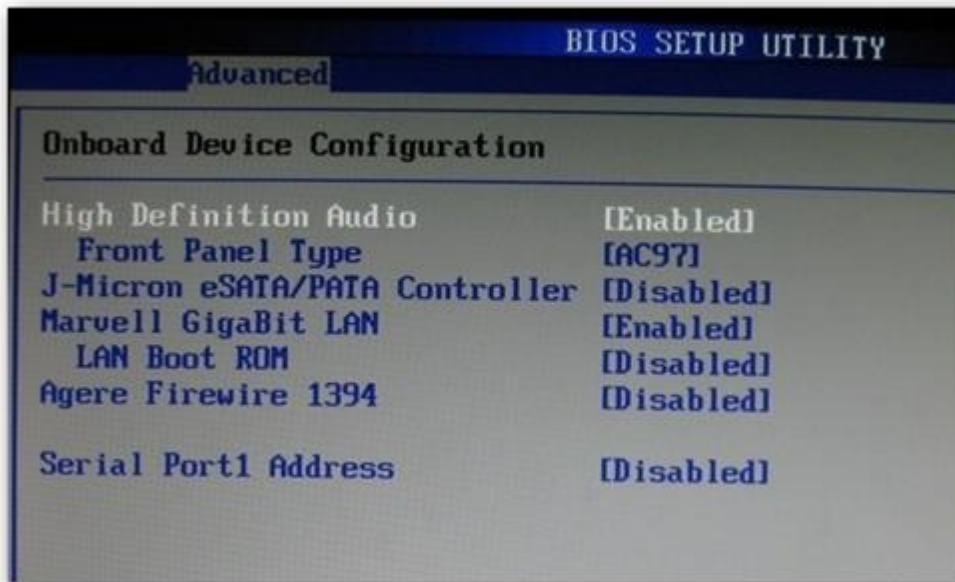 BIOS SETUP UTILITY
Advanced
Onboard Device Configuration
High Definition Audio [Enabled]
Front Panel Type [AC97]
J-Micron eSATA/PATA Controller [Disabled]
Marvell GigaBit LAN [Enabled]
LAN Boot ROM [Disabled]
Agere Firewire 1394 [Disabled]
Serial Port1 Address [Disabled]